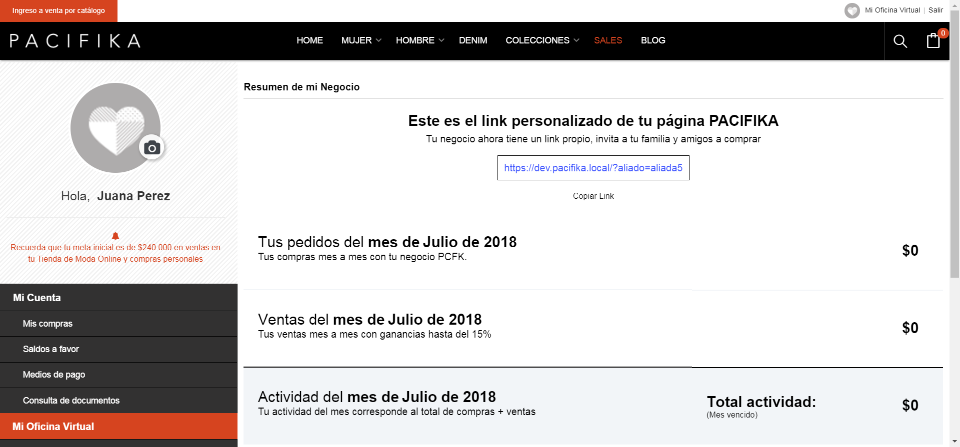 Ingreso a venta por catálogo
Mi Oficina Virtual | Salir
PACIFIKA
HOME MUJER HOMBRE DENIM COLECCIONES SALES BLOG
0
Hola, Juana Perez
Recuerda que tu meta inicial es de $240.000 en ventas en
tu Tienda de Moda Online y compras personales
Mi Cuenta
Mis compras
Saldos a favor
Medios de pago
Consulta de documentos
Mi Oficina Virtual
Resumen de mi Negocio
Este es el link personalizado de tu página PACIFIKA
Tu negocio ahora tiene un link propio, invita a tu familia y amigos a comprar
https://dev.pacifika.local/?aliado=aliada5
Copiar Link
Tus pedidos del mes de Julio de 2018
Tus compras mes a mes con tu negocio PCFK.
$0
Ventas del mes de Julio de 2018
Tus ventas mes a mes con ganancias hasta del 15%
$0
Actividad del mes de Julio de 2018
Tu actividad del mes corresponde al total de compras + ventas
Total actividad:
(Mes vencido)
$0